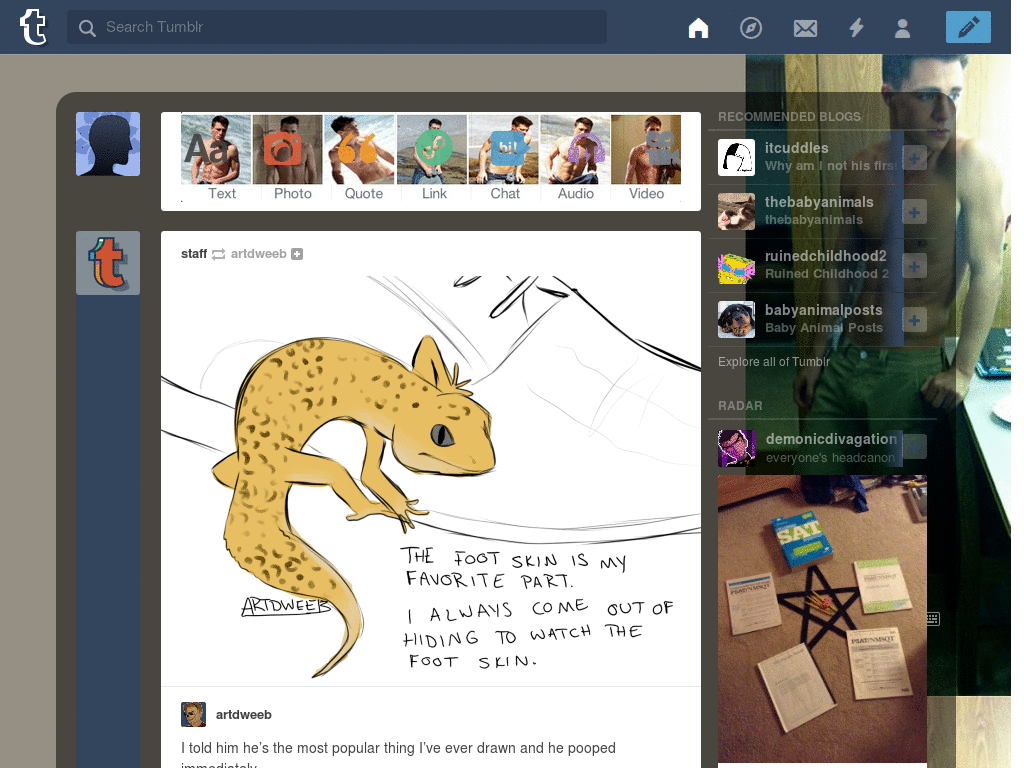 Search Tumblr
Aa
hi!
Text Photo Quote Link Chat Audio Video
staff artdweeb
THE FOOT SKIN IS MY
FAVORITE PART.
I ALWAYS COME OUT OF
HIDING TO WATCH THE
FOOT SKIN.
ARTDWEEB
artdweeb
I told him he's the most popular thing I've ever drawn and he pooped
immediately
RECOMMENDED BLOGS
itcuddles
Why am I not his firs
thebabyanimals
thebabyanimals
ruinedchildhood2
Ruined Childhood 2
babyanimalposts
Baby Animal Posts
Explore all of Tumblr
RADAR
demonicdivagation
everyone's headcanon
SAT
PSAT/NMSQT
PSAT/NMSQT
PSAT/NMSQT